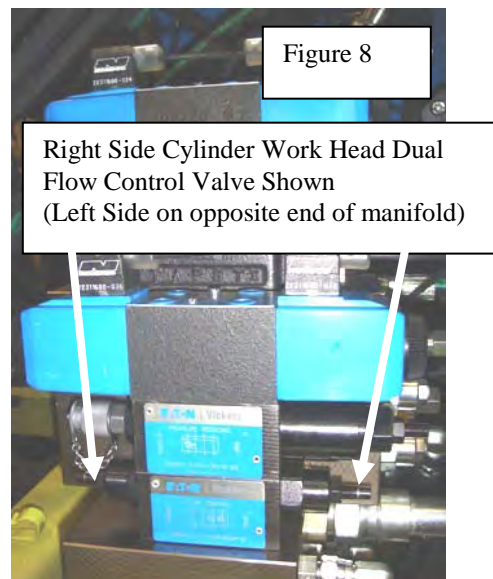 Figure 8
Right Side Cylinder Work Head Dual
Flow Control Valve Shown
(Left Side on opposite end of manifold)
EATON Vickers
EATON Vickers